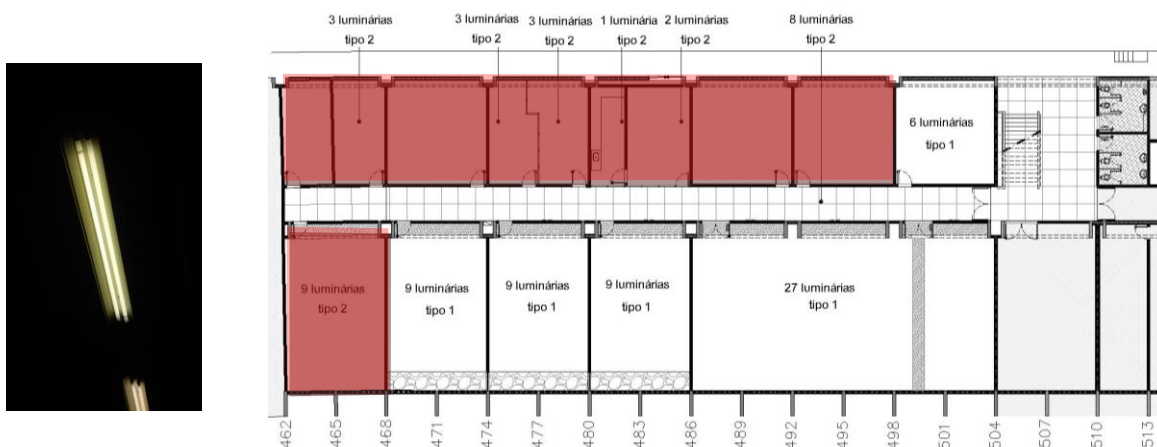 3 luminárias
tipo 2
3 luminárias
tipo 2
3 luminárias
tipo 2
1 luminária
tipo 2
2 luminárias
tipo 2
8 luminárias
tipo 2
6 luminárias
tipo 1
9 luminárias
tipo 2
9 luminárias
tipo 1
9 luminárias
tipo 1
9 luminárias
tipo 1
27 luminárias
tipo 1
462
465
468
471
474
477
480
483
486
489
492
495
498
501
504
507
510
513